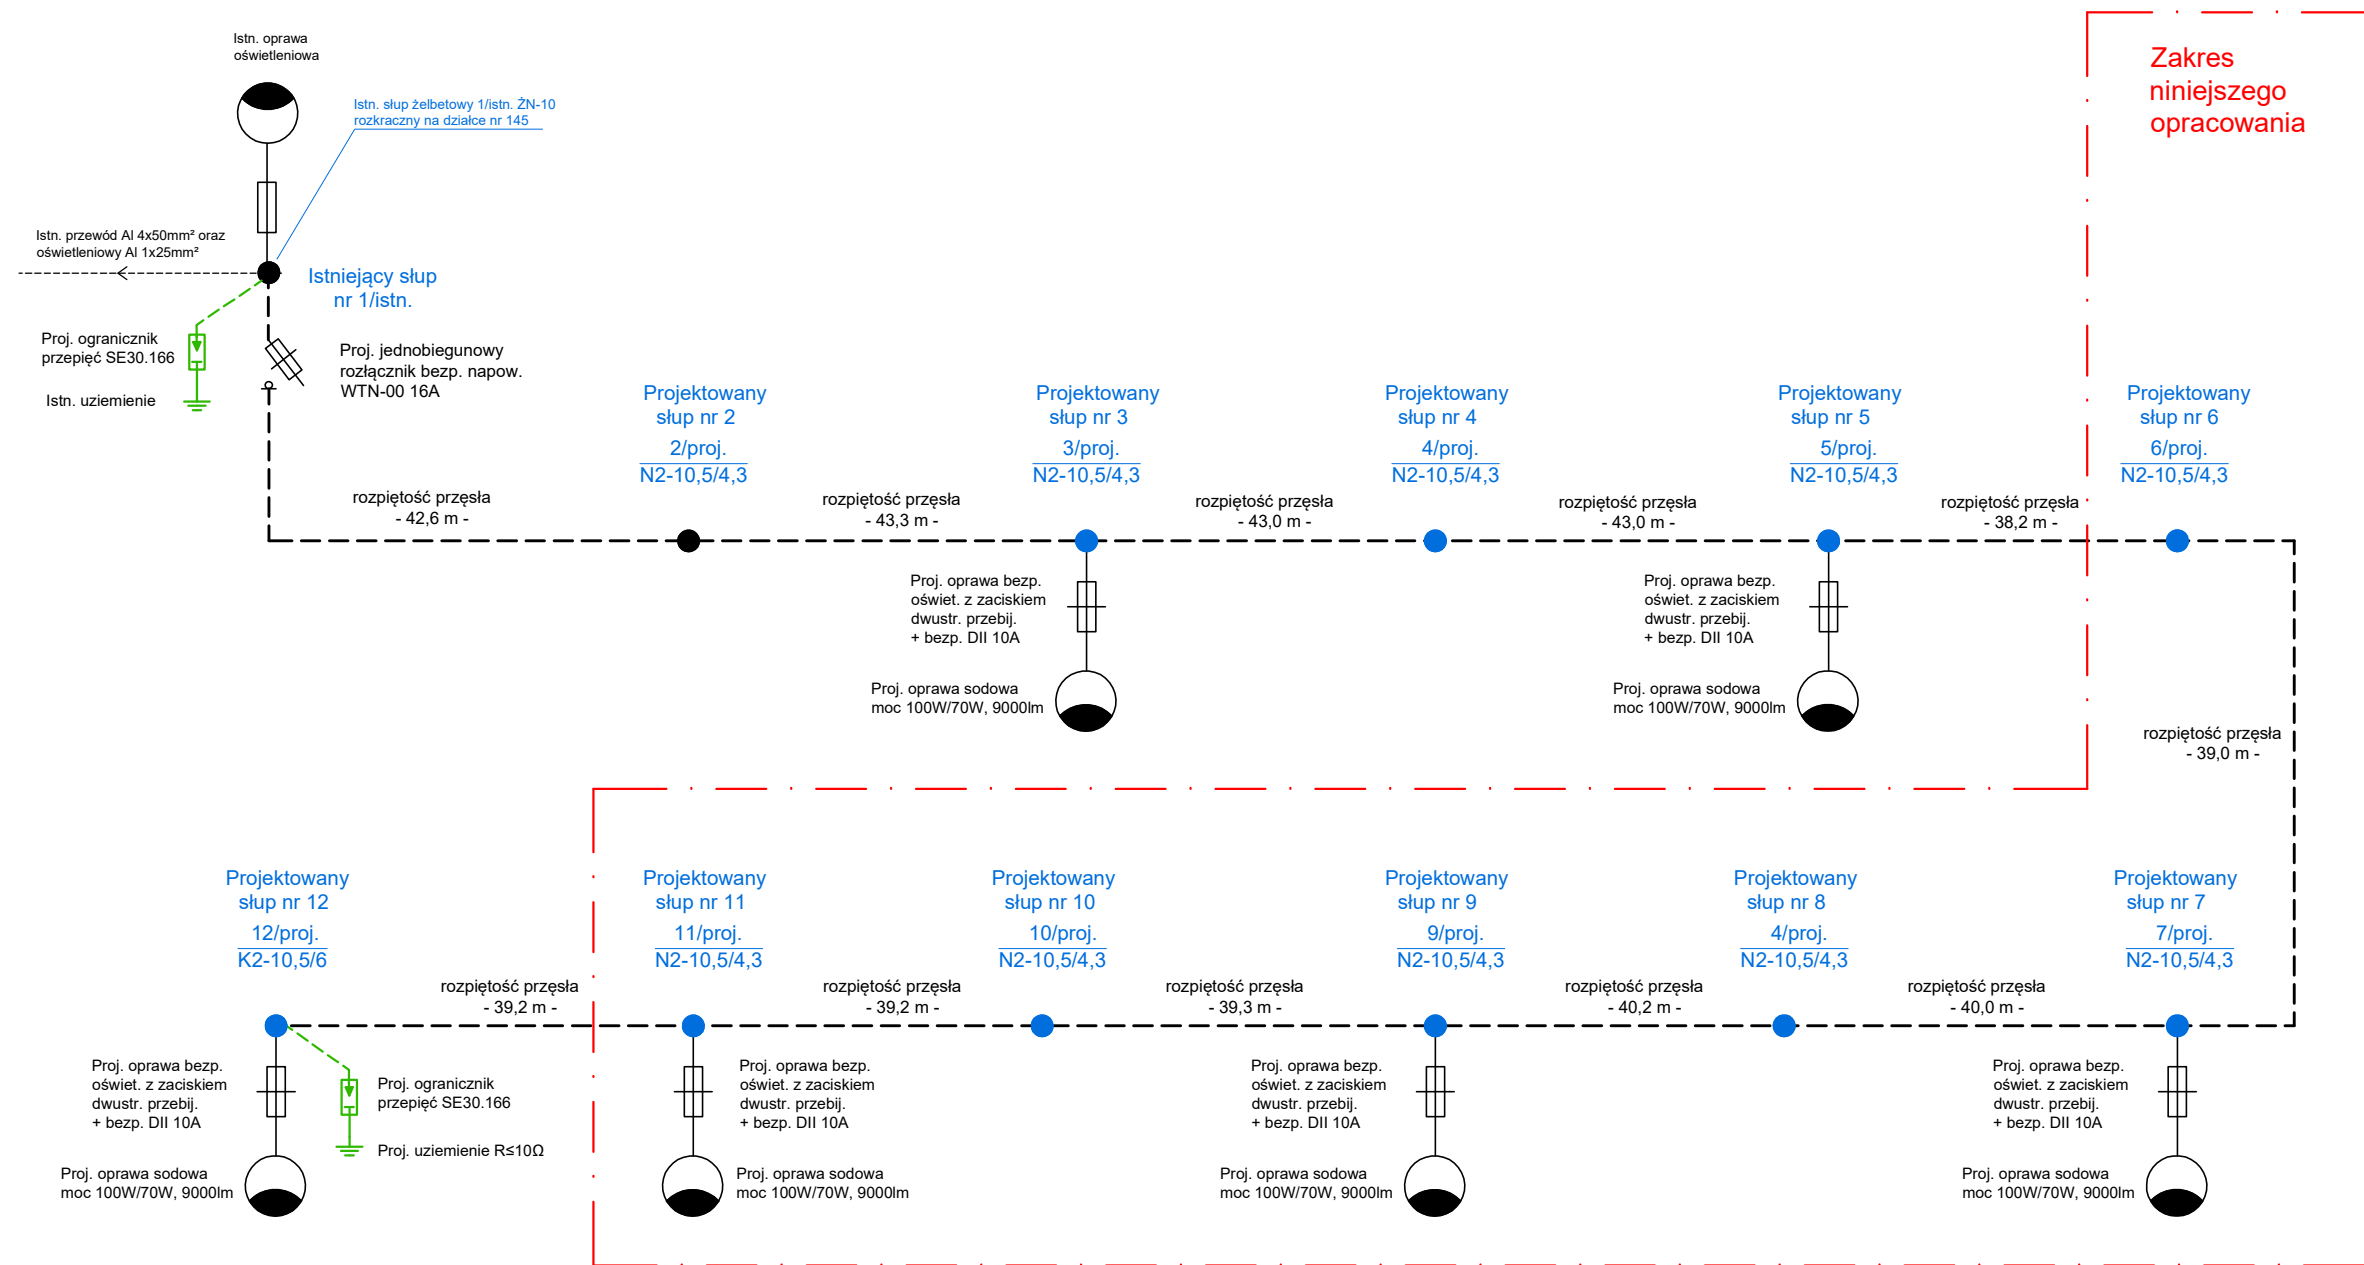 Istn. oprawa
oświetleniowa
Zakres
niniejszego
opracowania
Istn. słup żelbetowy 1/istn. ŻN-10
rozkraczny na działce nr 145
Istn. przewód Al 4x50mm² oraz
oświetleniowy Al 1x25mm²
Istniejący słup
nr 1/istn.
Proj. ogranicznik
przepięć SE30.166
Istn. uziemienie
Proj. jednobiegunowy
rozłącznik bezp. napow.
WTN-00 16A
Projektowany
słup nr 2
2/proj.
N2-10,5/4,3
Projektowany
słup nr 3
3/proj.
N2-10,5/4,3
Projektowany
słup nr 4
4/proj.
N2-10,5/4,3
Projektowany
słup nr 5
5/proj.
N2-10,5/4,3
Projektowany
słup nr 6
6/proj.
N2-10,5/4,3
rozpiętość przęsła
- 42,6 m -
rozpiętość przęsła
- 43,3 m -
rozpiętość przęsła
- 43,0 m -
rozpiętość przęsła
- 43,0 m -
rozpiętość przęsła
- 38,2 m -
Proj. oprawa bezp.
oświet. z zaciskiem
dwustr. przebij.
+ bezp. DII 10A
Proj. oprawa sodowa
moc 100W/70W, 9000lm
Proj. oprawa bezp.
oświet. z zaciskiem
dwustr. przebij.
+ bezp. DII 10A
Proj. oprawa sodowa
moc 100W/70W, 9000lm
rozpiętość przęsła
- 39,0 m -
Projektowany
słup nr 12
12/proj.
K2-10,5/6
Projektowany
słup nr 11
11/proj.
N2-10,5/4,3
Projektowany
słup nr 10
10/proj.
N2-10,5/4,3
Projektowany
słup nr 9
9/proj.
N2-10,5/4,3
Projektowany
słup nr 8
4/proj.
N2-10,5/4,3
Projektowany
słup nr 7
7/proj.
N2-10,5/4,3
rozpiętość przęsła
- 39,2 m -
rozpiętość przęsła
- 39,2 m -
rozpiętość przęsła
- 39,3 m -
rozpiętość przęsła
- 40,2 m -
rozpiętość przęsła
- 40,0 m -
Proj. oprawa bezp.
oświet. z zaciskiem
dwustr. przebij.
+ bezp. DII 10A
Proj. oprawa sodowa
moc 100W/70W, 9000lm
Proj. ogranicznik
przepięć SE30.166
Proj. uziemienie R≤10Ω
Proj. oprawa bezp.
oświet. z zaciskiem
dwustr. przebij.
+ bezp. DII 10A
Proj. oprawa sodowa
moc 100W/70W, 9000lm
Proj. oprawa bezp.
oświet. z zaciskiem
dwustr. przebij.
+ bezp. DII 10A
Proj. oprawa sodowa
moc 100W/70W, 9000lm
Proj. oprawa bezp.
oświet. z zaciskiem
dwustr. przebij.
+ bezp. DII 10A
Proj. oprawa sodowa
moc 100W/70W, 9000lm